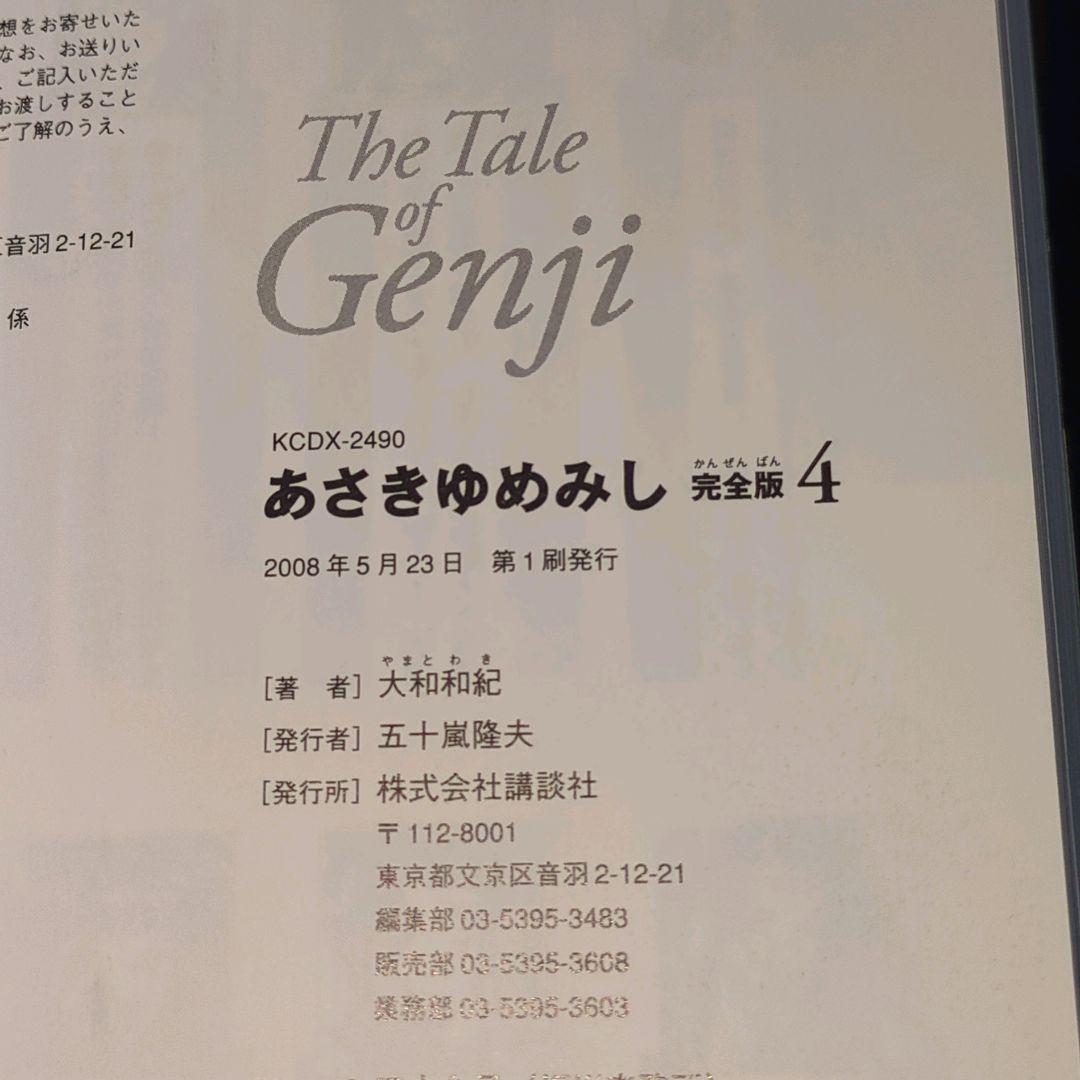 想をお寄せいた
なお、お送りい
、ご記入いただ
お渡しすること
ご了解のうえ、
音羽2-12-21
係
The Tale
of
Genji
KCDX-2490
あさきゆめみし 完全版 4
かんぜんばん
2008年5月23日 第1刷発行
やまとわき
[著 者] 大和和紀
[発行者] 五十嵐隆夫
[発行所] 株式会社講談社
〒112-8001
東京都文京区音羽2-12-21
編集部 03-5395-3483
販売部 03-5395-3608
業務部 03-5395-3603